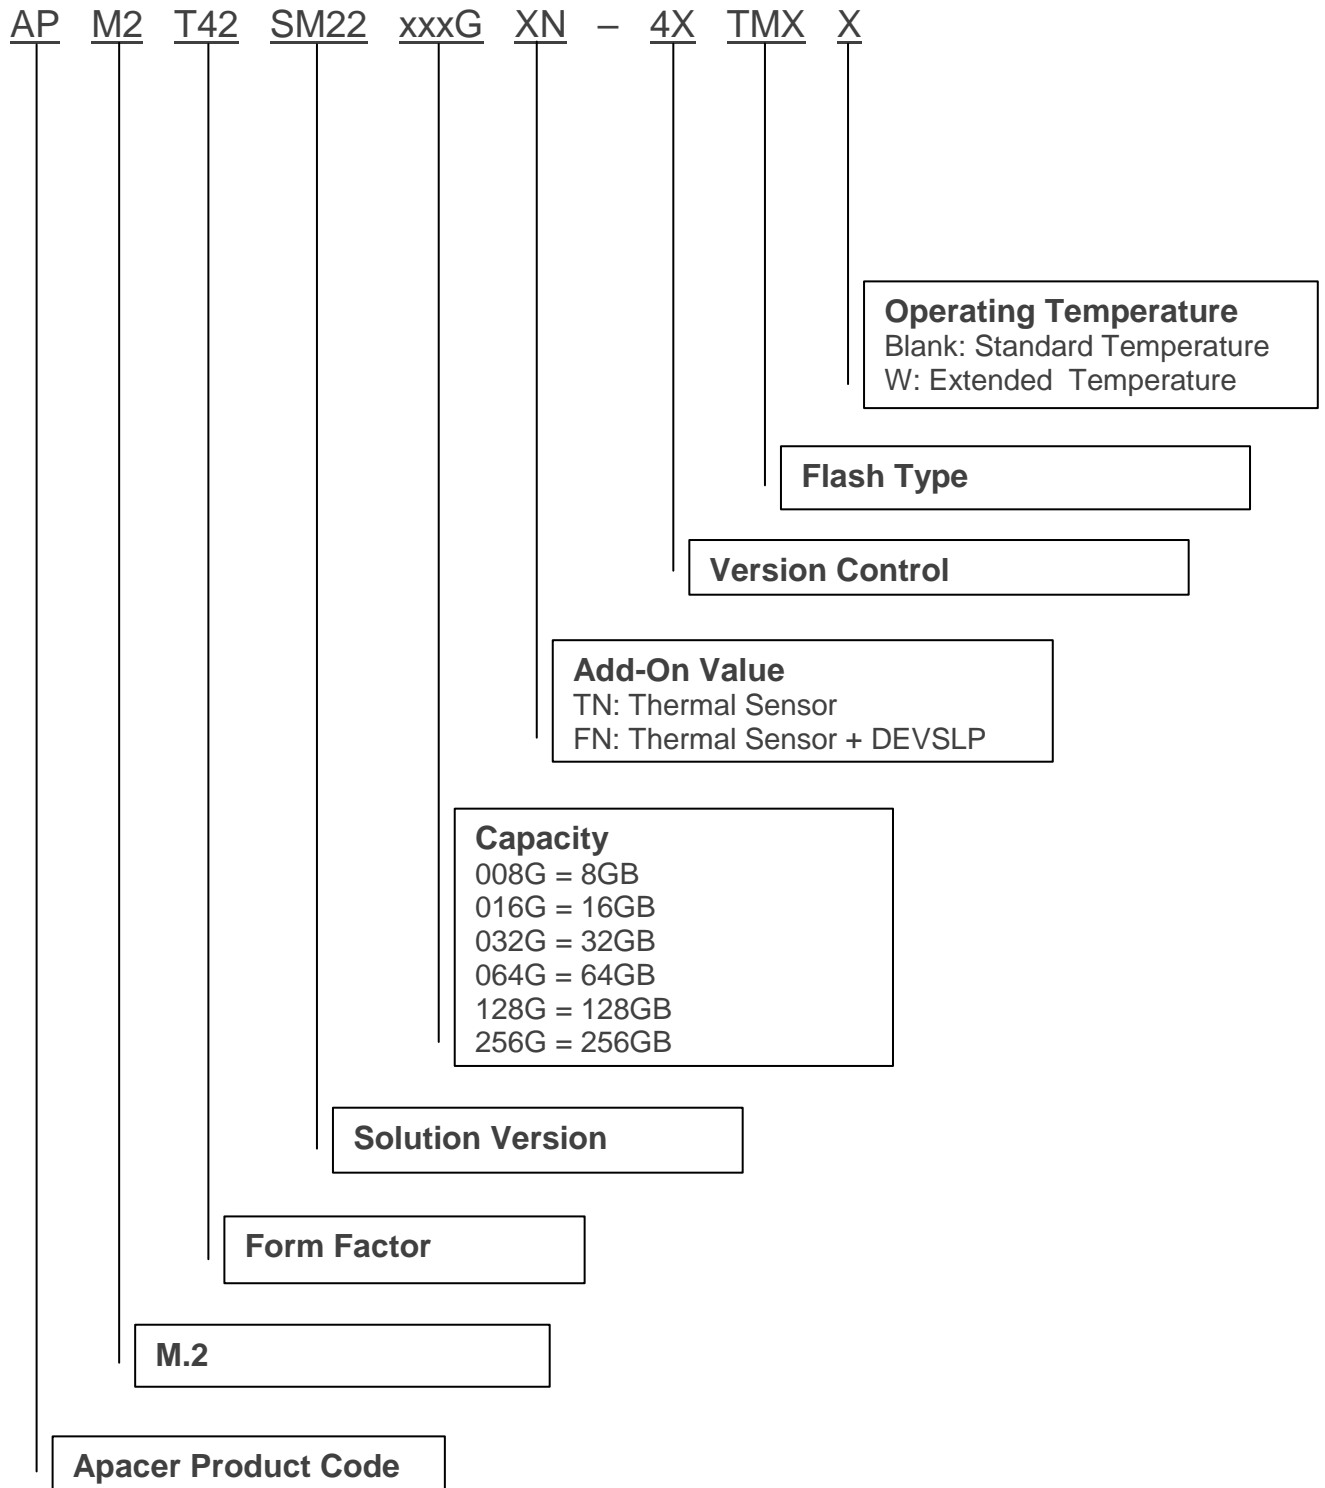 AP M2 T42 SM22 xxxG XN – 4X TMX X
Operating Temperature
Blank: Standard Temperature
W: Extended Temperature
Flash Type
Version Control
Add-On Value
TN: Thermal Sensor
FN: Thermal Sensor + DEVSLP
Capacity
008G = 8GB
016G = 16GB
032G = 32GB
064G = 64GB
128G = 128GB
256G = 256GB
Solution Version
Form Factor
M.2
Apacer Product Code